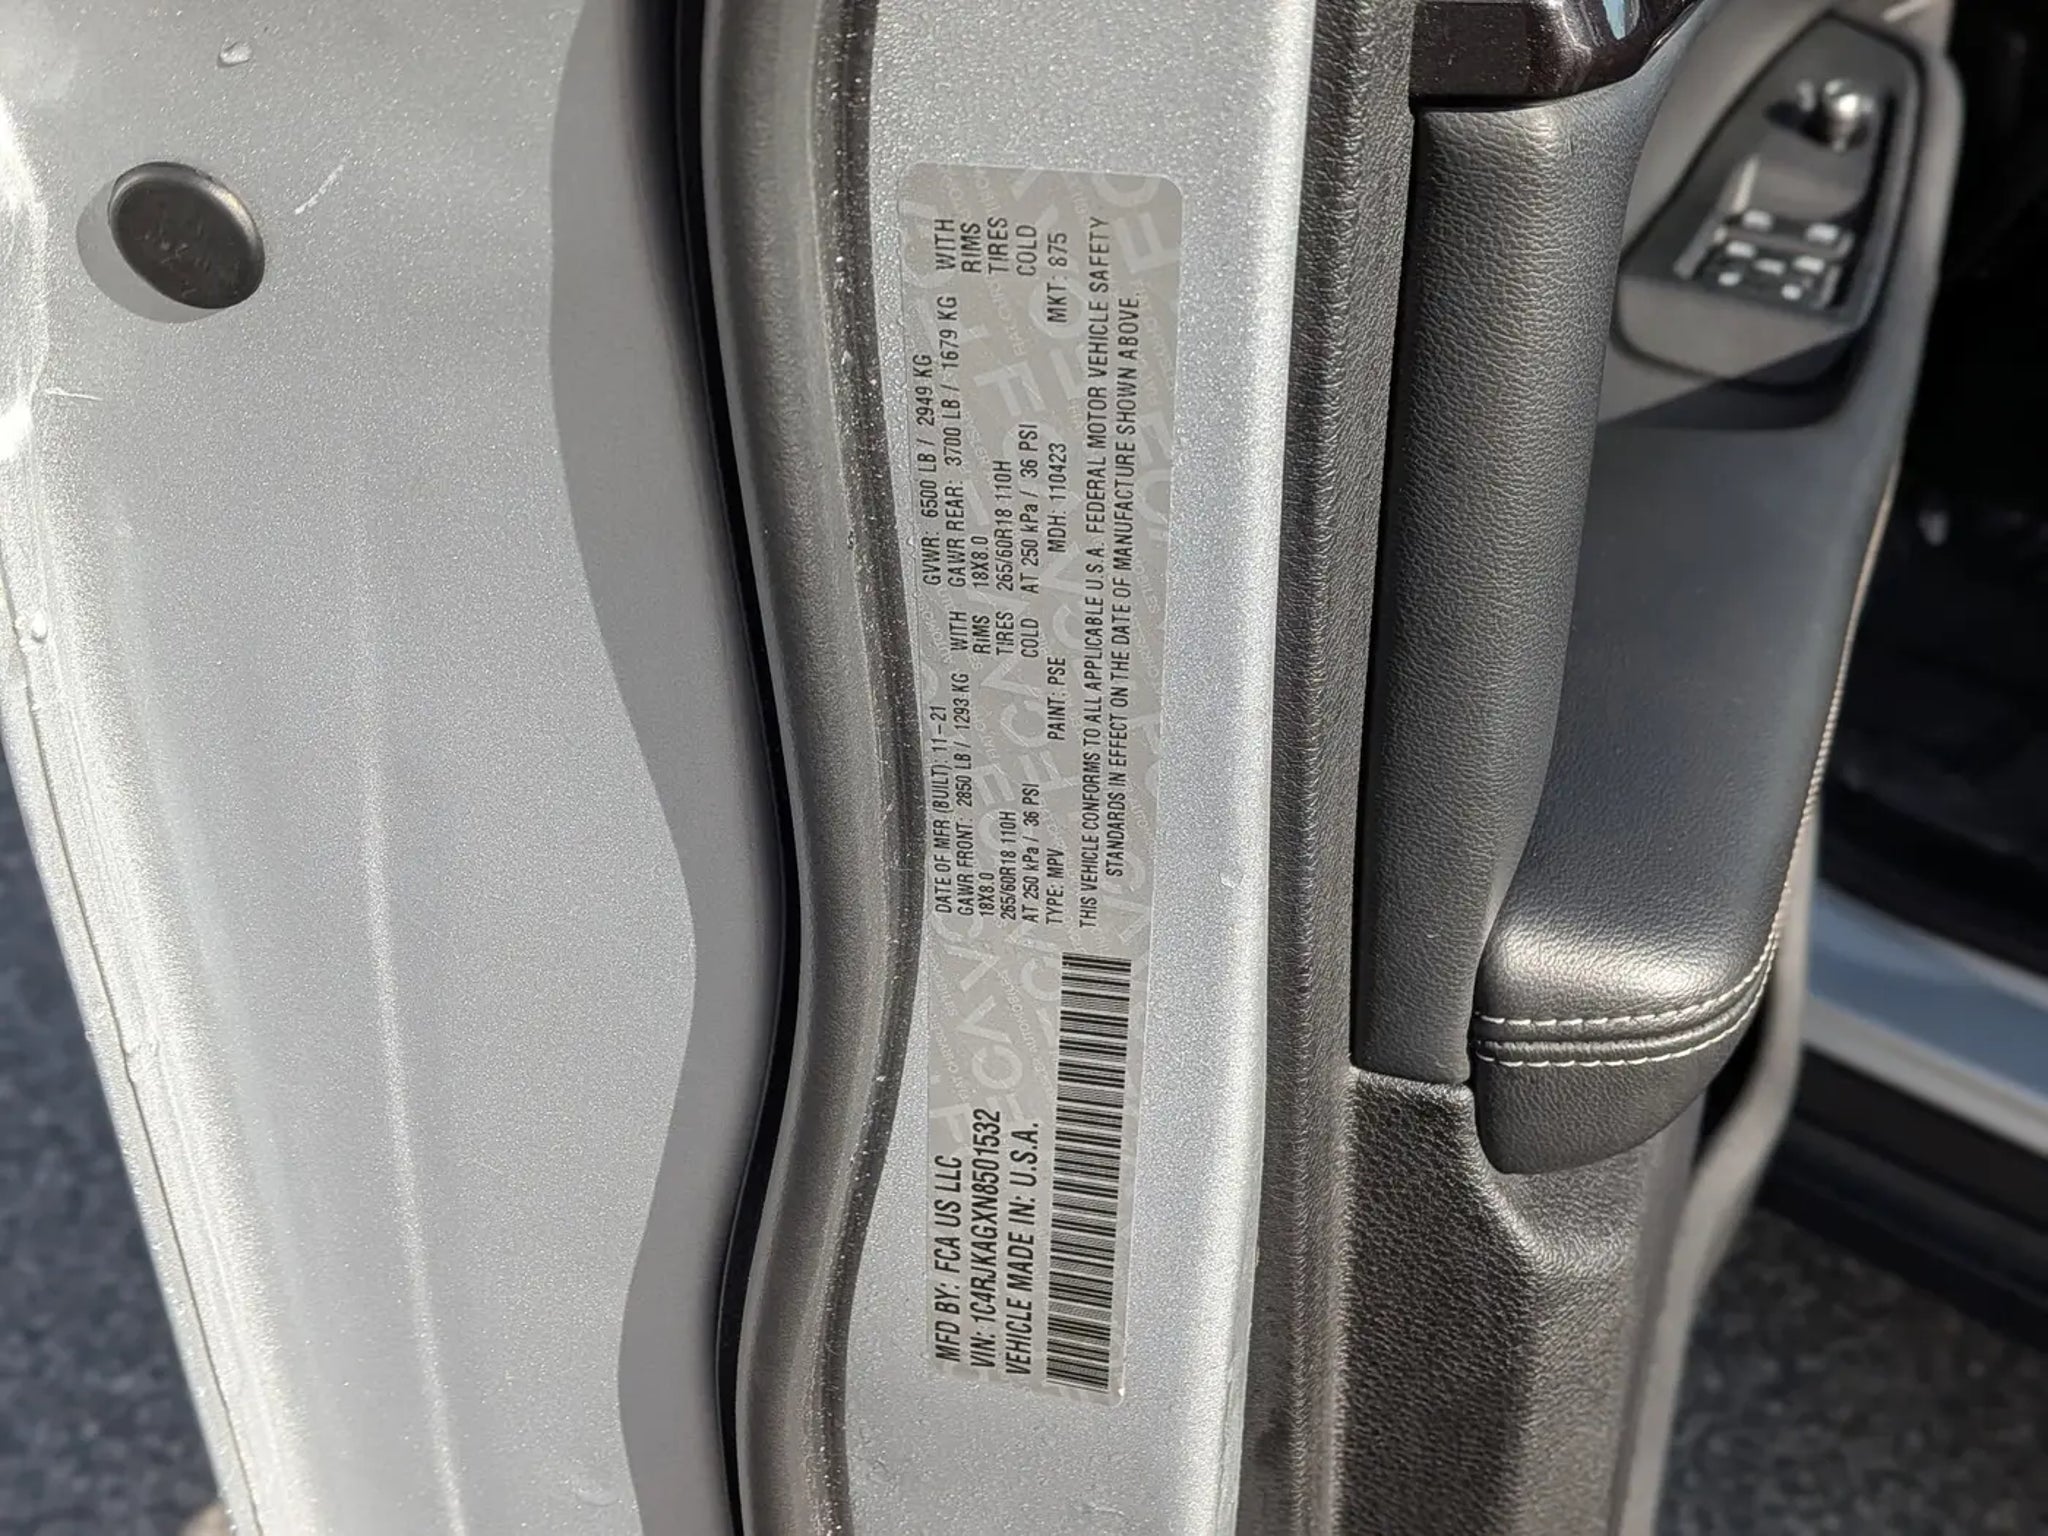 MFD BY: FCA US LLC
VIN: 1C4RJKAGXN8501532
VEHICLE MADE IN: U.S.A.
DATE OF MFR (BUILT): 11-21 GVWR: 6500 LB / 2949 KG
GAWR FRONT: 2850 LB / 1293 KG WITH GAWR REAR: 3700 LB / 1679 KG WITH
18X8.0 RIMS 18X8.0 RIMS
265/60R18 110H TIRES 265/60R18 110H TIRES
AT 250 kPa / 36 PSI COLD AT 250 kPa / 36 PSI COLD
TYPE: MPV PAINT: PSE MDH: 110423 MKT: 875
THIS VEHICLE CONFORMS TO ALL APPLICABLE U.S.A. FEDERAL MOTOR VEHICLE SAFETY
STANDARDS IN EFFECT ON THE DATE OF MANUFACTURE SHOWN ABOVE.